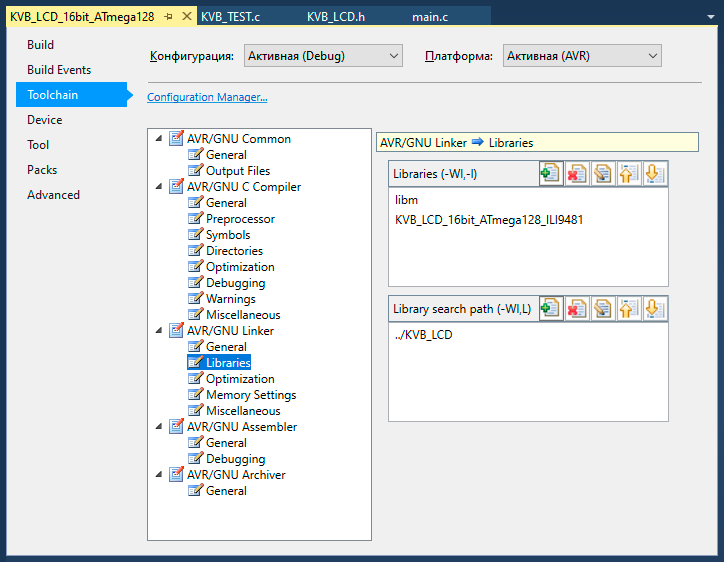 KVB_LCD_16bit_ATmega128 KVB_TEST.c KVB_LCD.h main.c
Build
Build Events
Toolchain
Device
Tool
Packs
Advanced
Конфигурация: Активная (Debug) Платформа: Активная (AVR)
Configuration Manager...
AVR/GNU Common
General
Output Files
AVR/GNU C Compiler
General
Preprocessor
Symbols
Directories
Optimization
Debugging
Warnings
Miscellaneous
AVR/GNU Linker
General
Libraries
Optimization
Memory Settings
Miscellaneous
AVR/GNU Assembler
General
Debugging
AVR/GNU Archiver
General
AVR/GNU Linker Libraries
Libraries (-Wl,-l)
libm
KVB_LCD_16bit_ATmega128_ILI9481
Library search path (-Wl,L)
../KVB_LCD